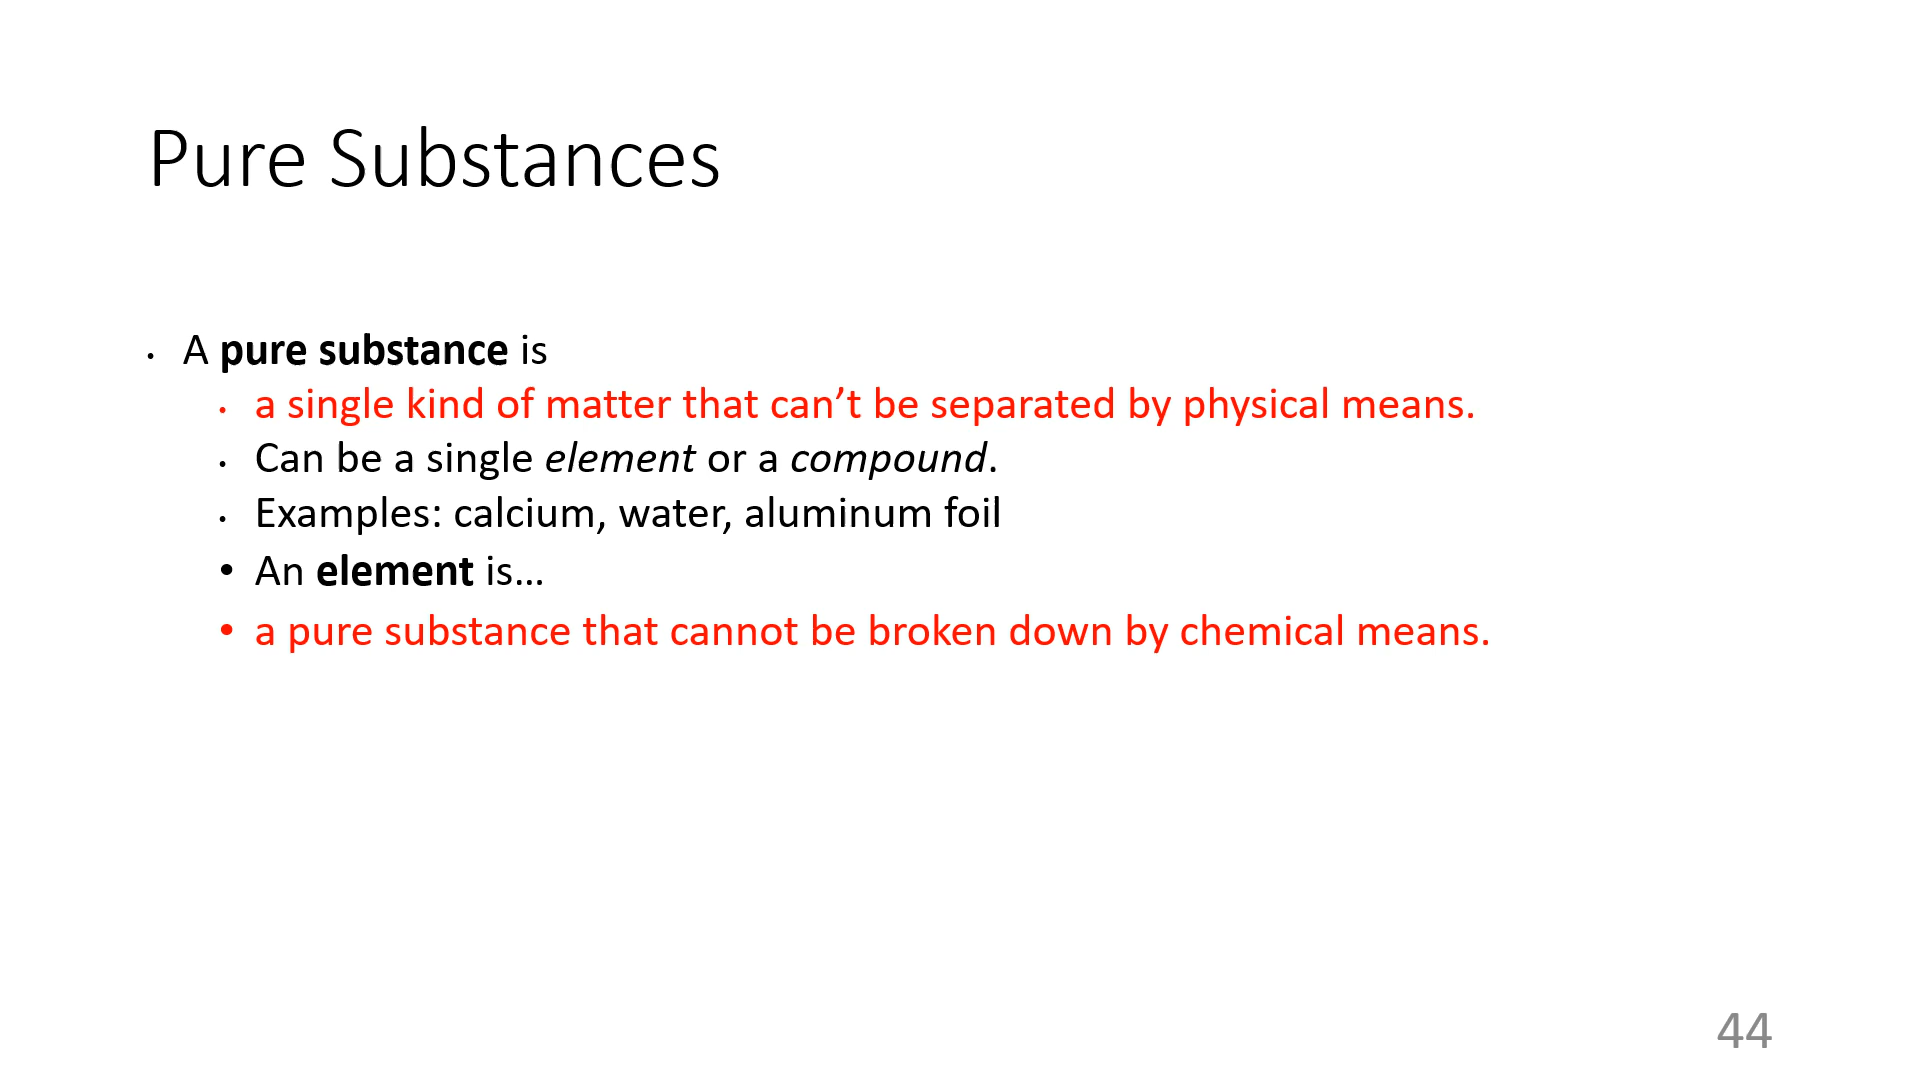 Pure Substances
• A pure substance is
• a single kind of matter that can’t be separated by physical means.
• Can be a single element or a compound.
• Examples: calcium, water, aluminum foil
• An element is…
• a pure substance that cannot be broken down by chemical means.
44